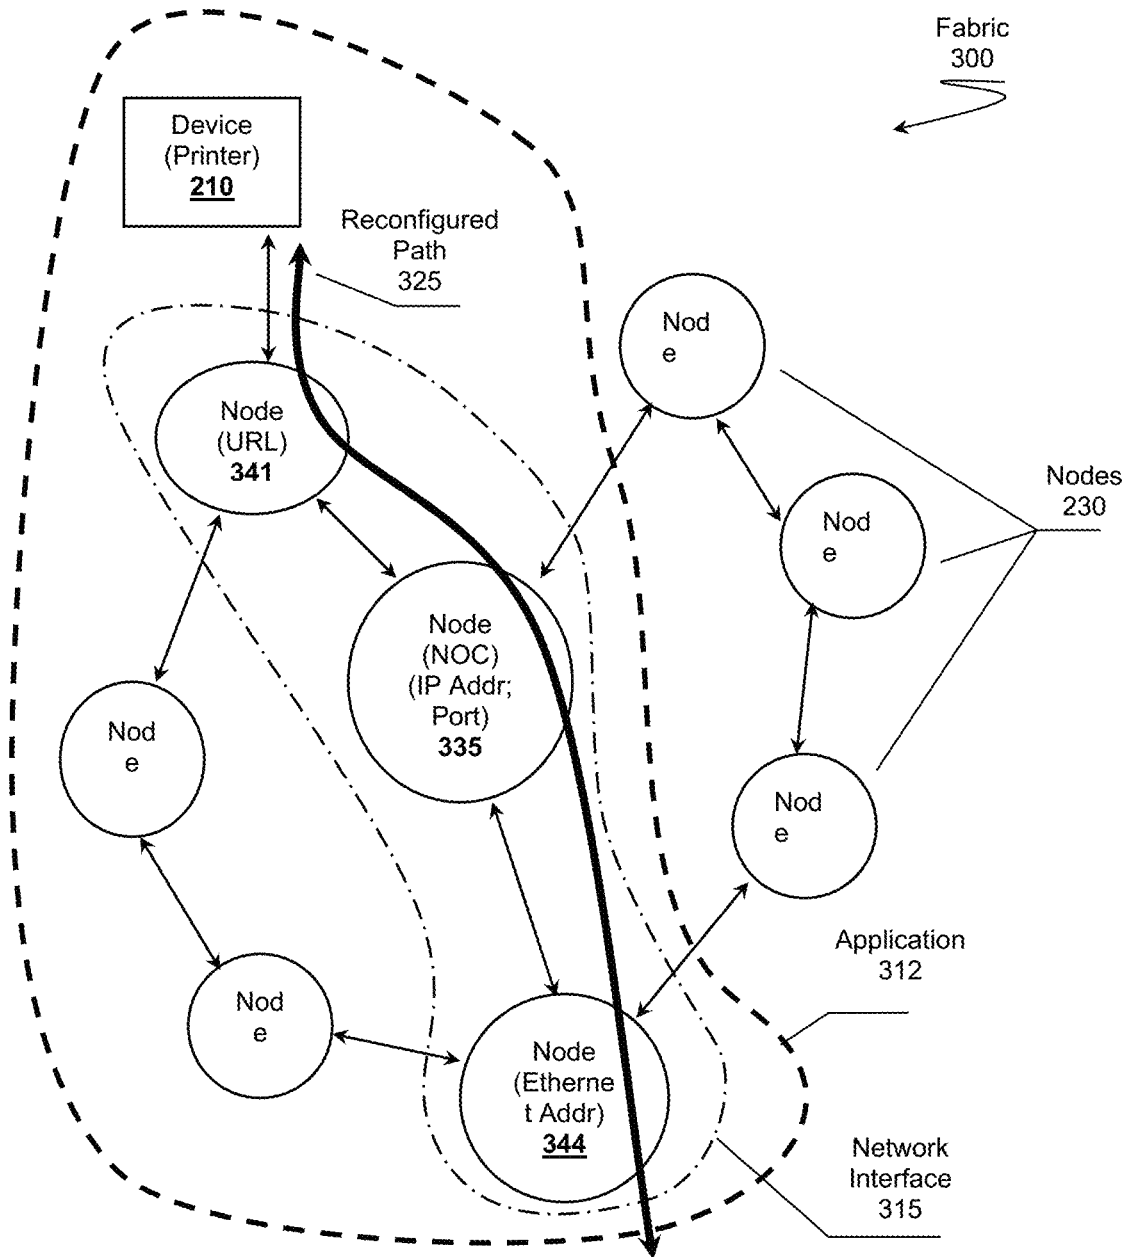 Fabric
300
Device
(Printer)
210
Reconfigured
Path
325
Nod
e
Node
(URL)
341
Nodes
230
Nod
e
Node
(NOC)
(IP Addr;
Port)
335
Nod
e
Nod
e
Application
312
Nod
e
Node
(Etherne
t Addr)
344
Network
Interface
315